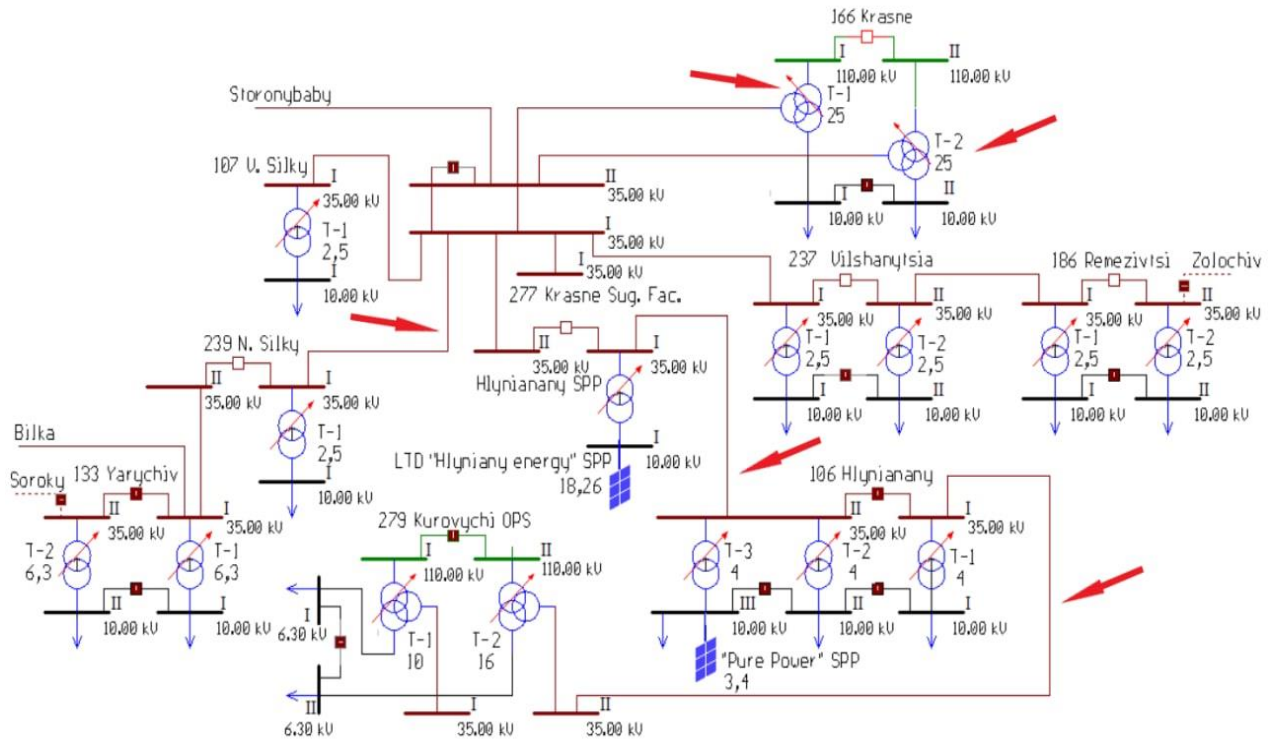 166 Krasne
I
II
110.00 kV
110.00 kV
Storonybaby
T-1
25
T-2
25
107 V. Silky
I
35.00 kV
T-1
2,5
I
10.00 kV
II
35.00 kV
I
35.00 kV
I
35.00 kV
277 Krasne Sug. Fac.
I
10.00 kV
II
10.00 kV
237 Vilshanytsia
I
35.00 kV
II
35.00 kV
T-1
2,5
T-2
2,5
I
10.00 kV
II
10.00 kV
186 Remezivtsi
Zolochiv
I
35.00 kV
II
35.00 kV
T-1
2,5
T-2
2,5
I
10.00 kV
II
10.00 kV
239 N. Silky
II
35.00 kV
I
35.00 kV
T-1
2,5
I
10.00 kV
II
35.00 kV
I
35.00 kV
Hlynianany SPP
I
10.00 kV
LTD "Hlyniany energy" SPP
18,26
Bilka
Soroky
133 Yarychiv
II
35.00 kV
I
35.00 kV
T-2
6,3
T-1
6,3
II
10.00 kV
I
10.00 kV
279 Kurovychi OPS
I
110.00 kV
II
110.00 kV
T-1
10
T-2
16
I
6.30 kV
II
6.30 kV
I
35.00 kV
II
35.00 kV
106 Hlynianany
II
35.00 kV
I
35.00 kV
T-3
4
T-2
4
T-1
4
III
10.00 kV
II
10.00 kV
I
10.00 kV
"Pure Power" SPP
3,4